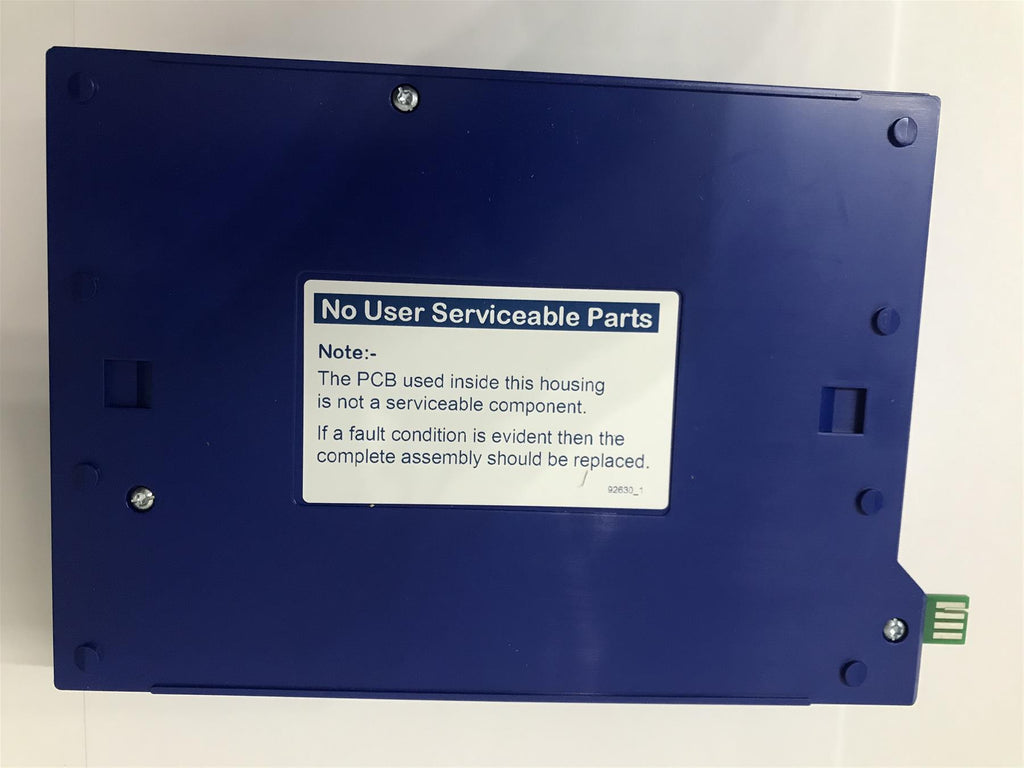 No User Serviceable Parts
Note:-
The PCB used inside this housing
is not a serviceable component.
If a fault condition is evident then the
complete assembly should be replaced.
92630_1